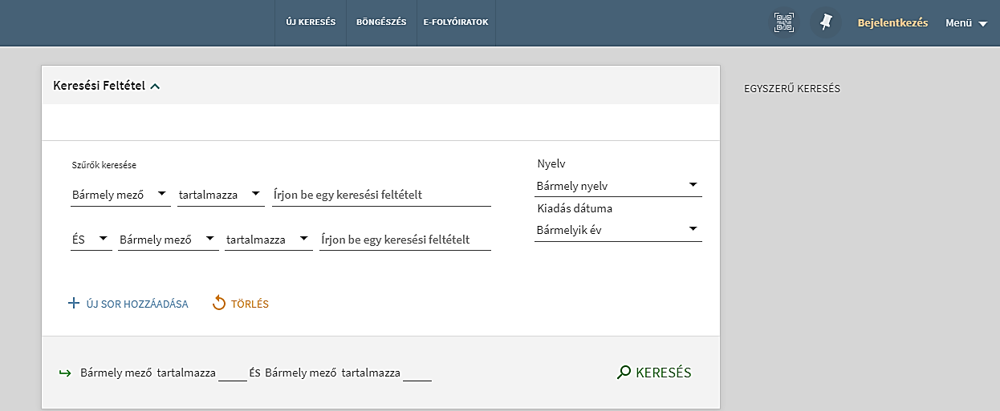 ÚJ KERESÉS BÖNGÉSZÉS E-FOLYÓIRATOK Bejelentkezés Menü
Keresési Feltétel
EGYSZERŰ KERESÉS
Szűrők keresése
Bármely mező tartalmazza Írjon be egy keresési feltételt
ÉS Bármely mező tartalmazza Írjon be egy keresési feltételt
Nyelv
Bármely nyelv
Kiadás dátuma
Bármelyik év
ÚJ SOR HOZZÁADÁSA TÖRLÉS
Bármely mező tartalmazza _____ ÉS Bármely mező tartalmazza _____ KERESÉS